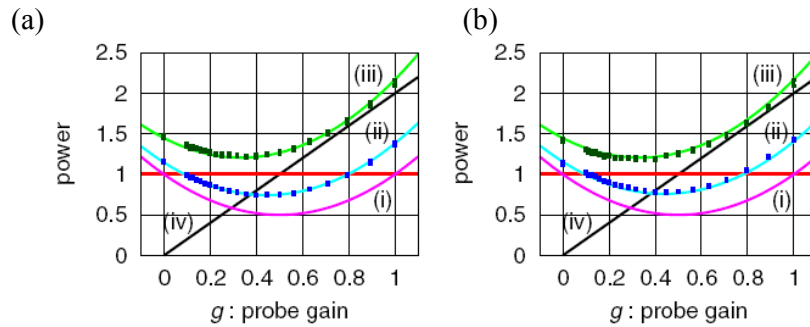 (a)
(b)
2.5
2
1.5
1
0.5
0
power
(iii)
(ii)
(i)
(iv)
0 0.2 0.4 0.6 0.8 1
g : probe gain
2.5
2
1.5
1
0.5
0
power
(iii)
(ii)
(i)
(iv)
0 0.2 0.4 0.6 0.8 1
g : probe gain